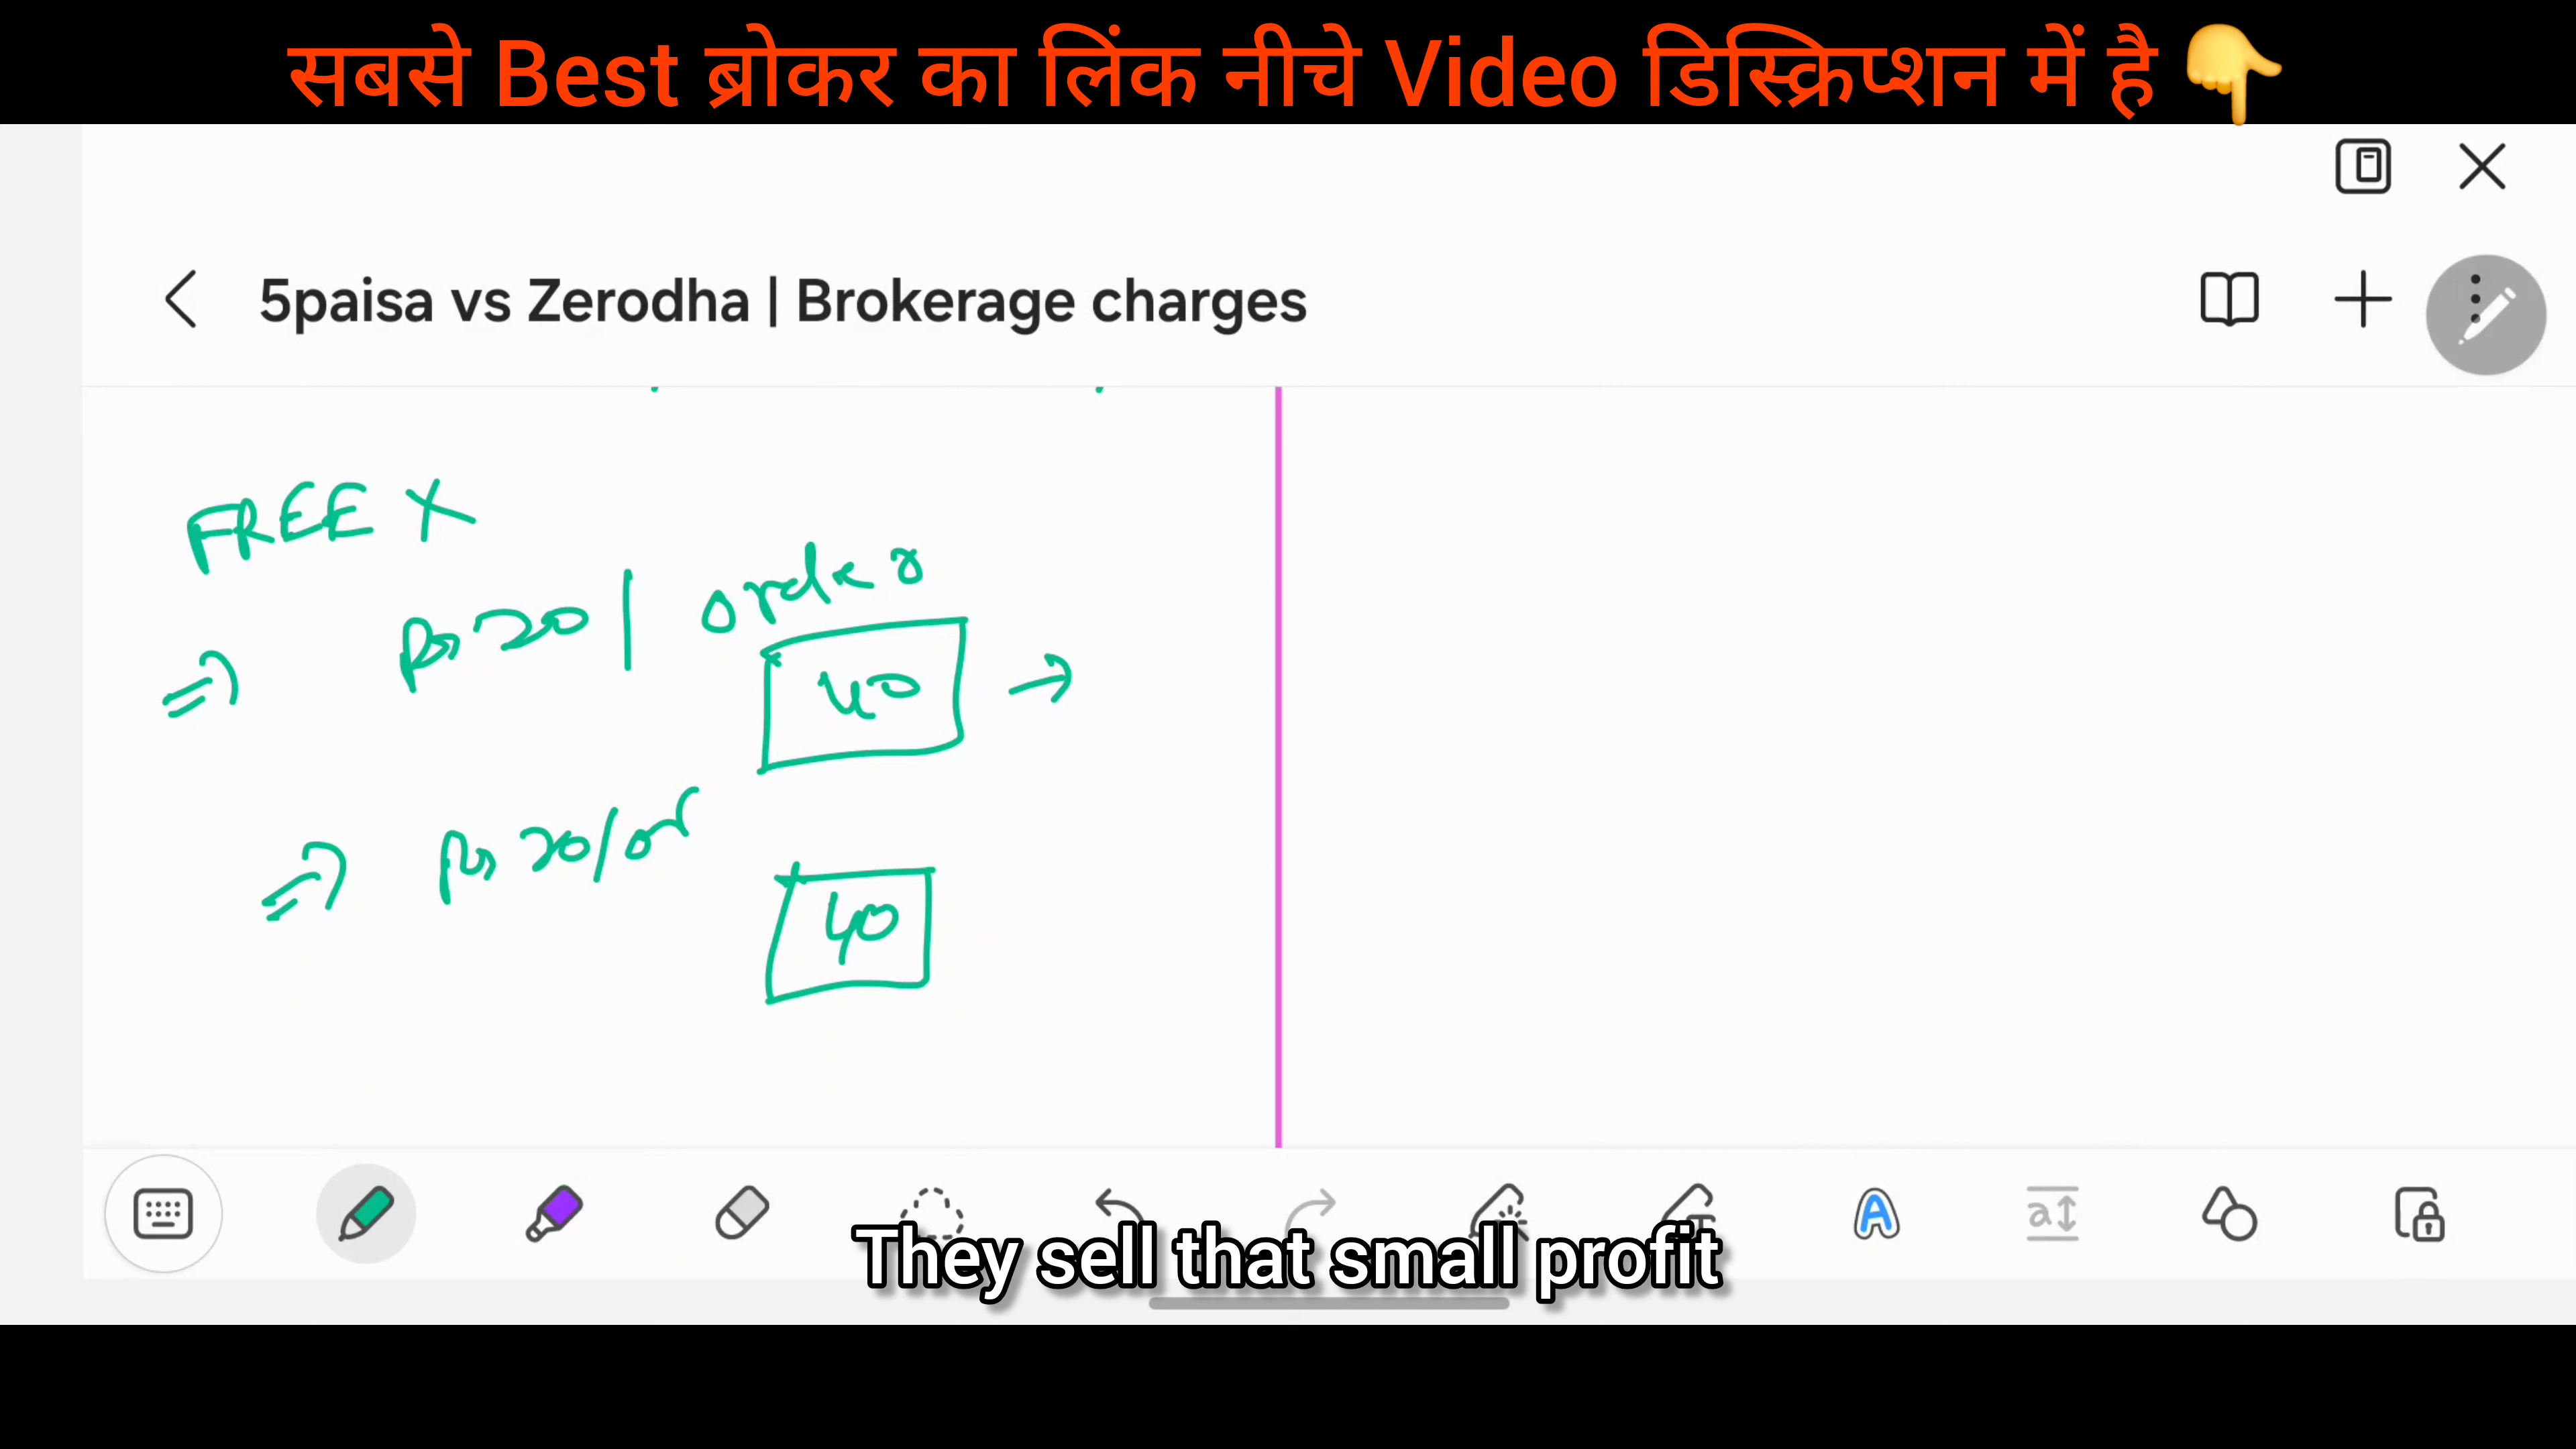 सबसे Best ब्रोकर का लिंक नीचे Video डिस्क्रिप्शन में है 👇
5paisa vs Zerodha | Brokerage charges
FREE X
⇒ Rs 20 | order
40 →
⇒ Rs 20/or
40
They sell that small profit